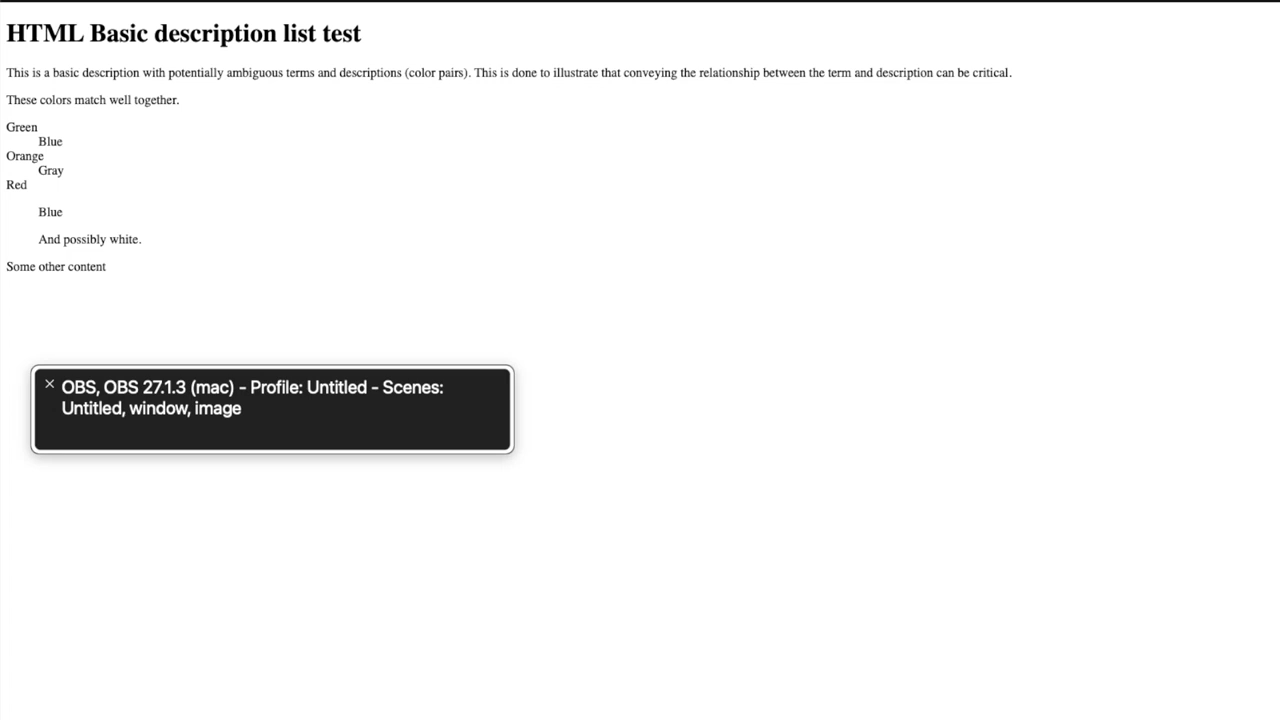 HTML Basic description list test
This is a basic description with potentially ambiguous terms and descriptions (color pairs). This is done to illustrate that conveying the relationship between the term and description can be critical.
These colors match well together.
Green
Blue
Orange
Gray
Red
Blue
And possibly white.
Some other content
OBS, OBS 27.1.3 (mac) - Profile: Untitled - Scenes:
Untitled, window, image